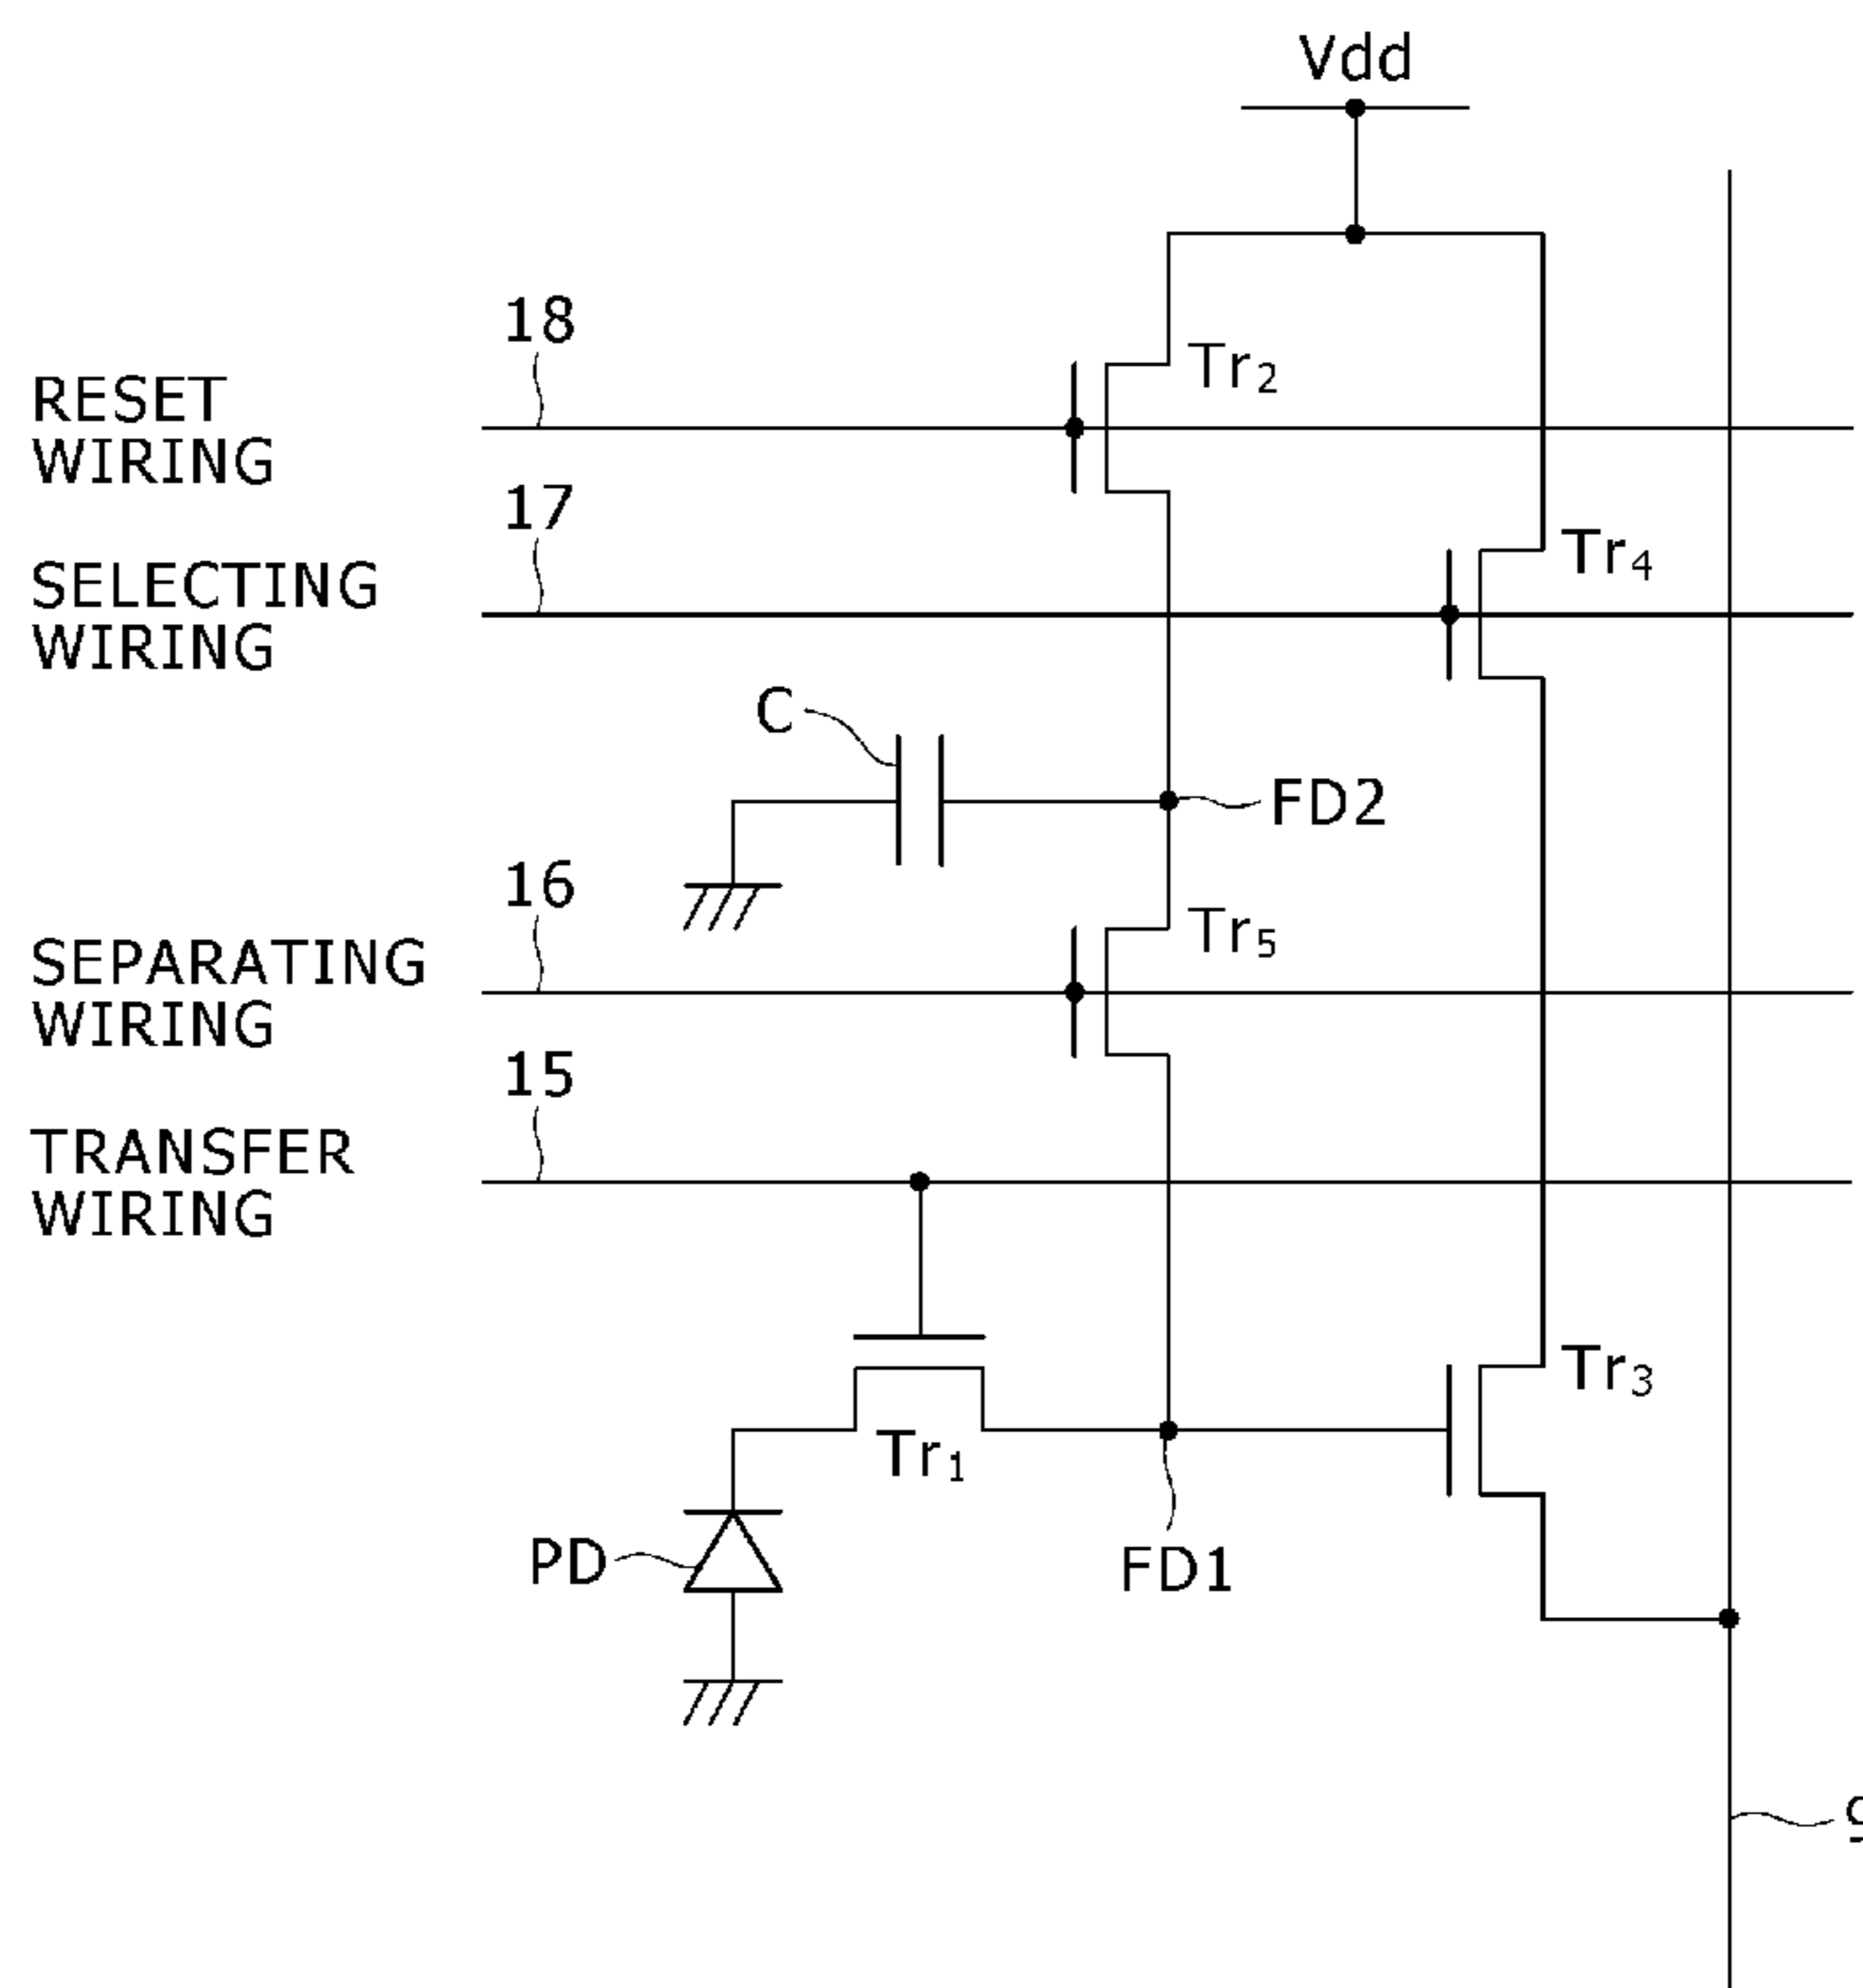 Vdd
18
RESET
WIRING
Tr2
17
SELECTING
WIRING
Tr4
C
FD2
16
SEPARATING
WIRING
Tr5
15
TRANSFER
WIRING
Tr1
Tr3
PD
FD1